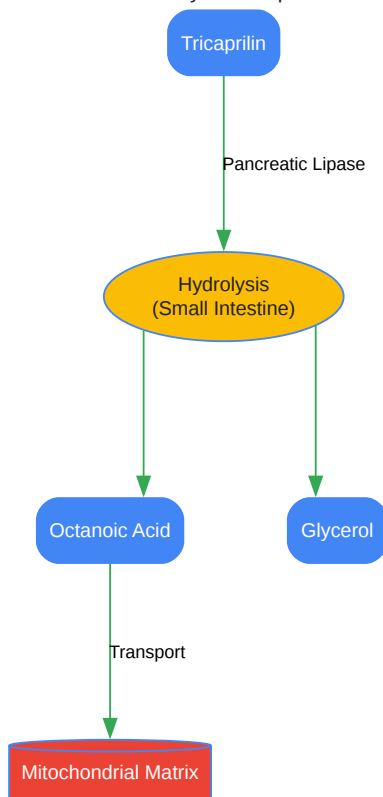 Tricaprilin
Pancreatic Lipase
Hydrolysis
(Small Intestine)
Octanoic Acid
Glycerol
Transport
Mitochondrial Matrix